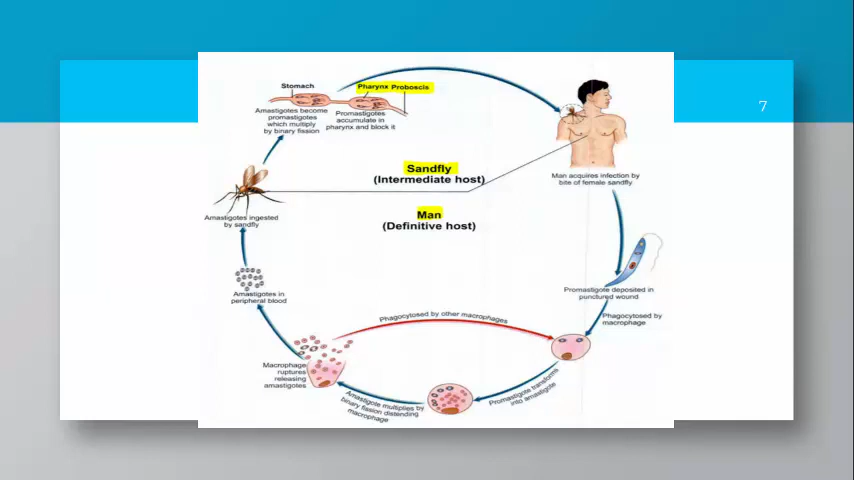 7
Stomach
Pharynx Proboscis
Amastigotes become
promastigotes
which multiply
by binary fission
Promastigotes
accumulate in
pharynx and block it
Man acquires infection by
bite of female sandfly
Sandfly
(Intermediate host)
Man
(Definitive host)
Amastigotes ingested
by sandfly
Promastigote deposited in
punctured wound
Phagocytosed by
macrophage
Amastigotes in
peripheral blood
Phagocytosed by other macrophages
Macrophage
ruptures
releasing
amastigotes
Amastigote multiplies by
binary fission distending
macrophage
Promastigote transforms
into amastigote